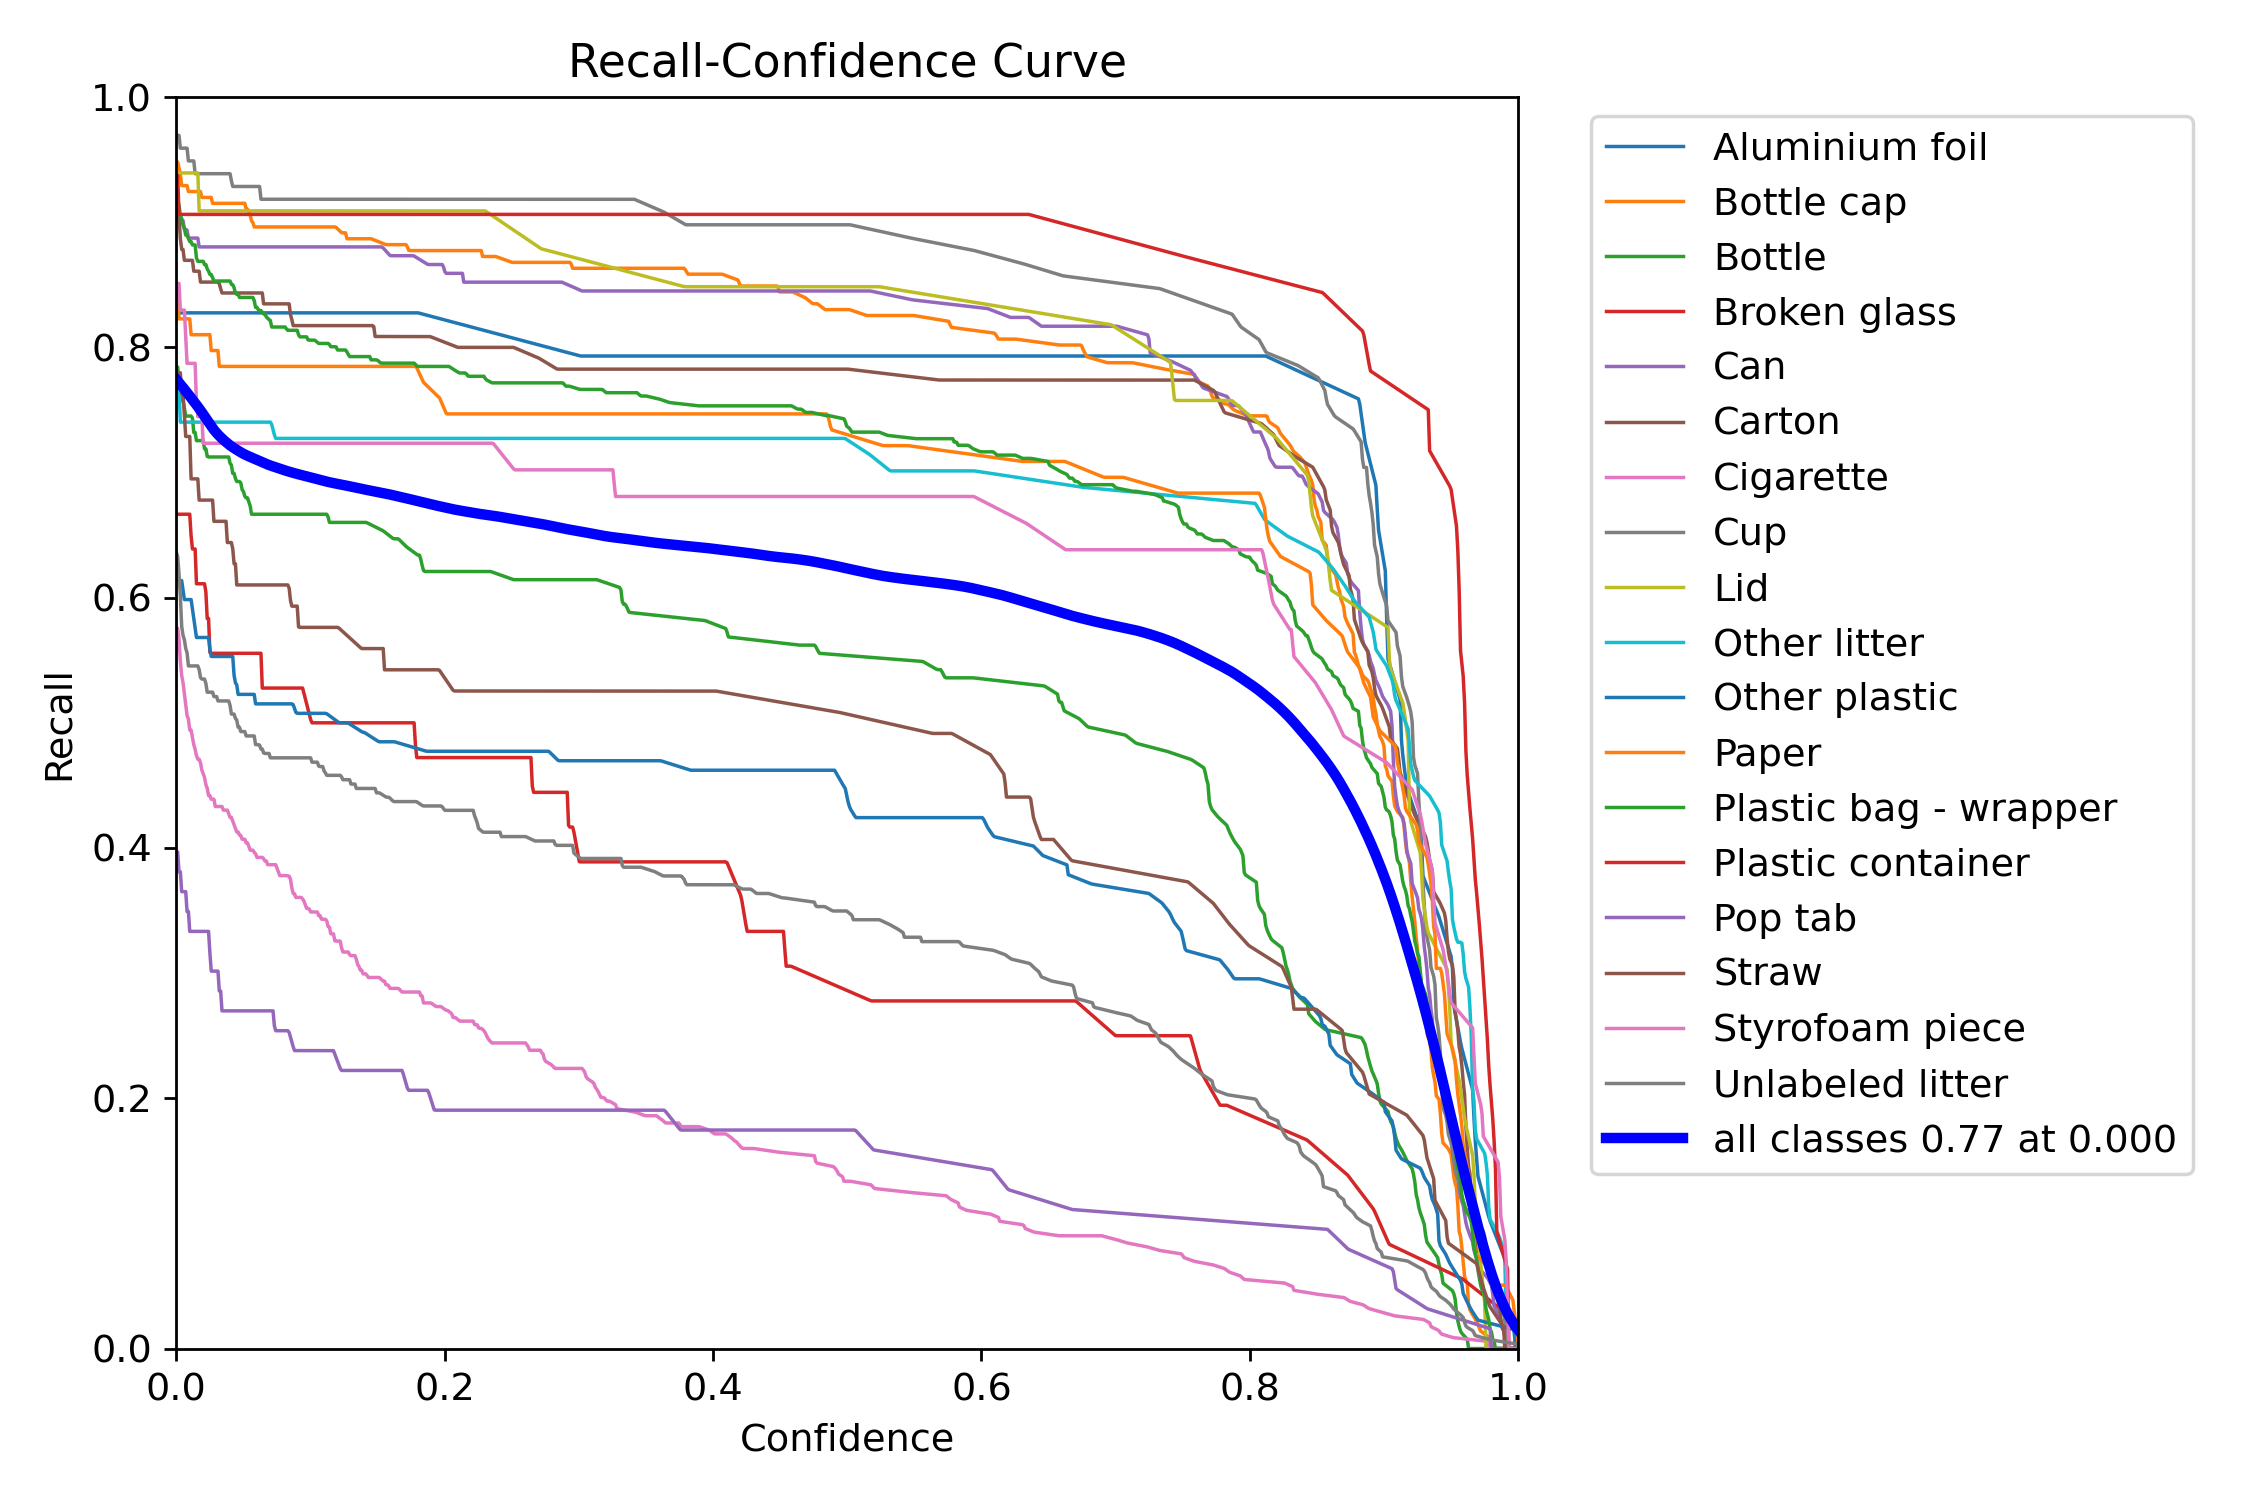 Recall-Confidence Curve
1.0
0.8
0.6
0.4
0.2
0.0
Recall
0.0 0.2 0.4 0.6 0.8 1.0
Confidence
Aluminium foil
Bottle cap
Bottle
Broken glass
Can
Carton
Cigarette
Cup
Lid
Other litter
Other plastic
Paper
Plastic bag - wrapper
Plastic container
Pop tab
Straw
Styrofoam piece
Unlabeled litter
all classes 0.77 at 0.000